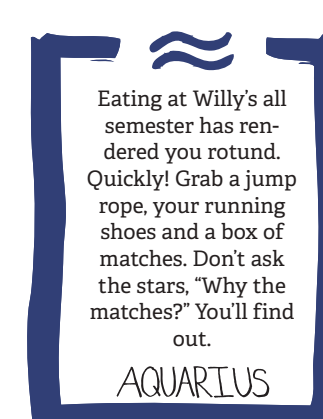 Eating at Willy’s all
semester has ren-
dered you rotund.
Quickly! Grab a jump
rope, your running
shoes and a box of
matches. Don’t ask
the stars, “Why the
matches?” You’ll find
out.
AQUARIUS